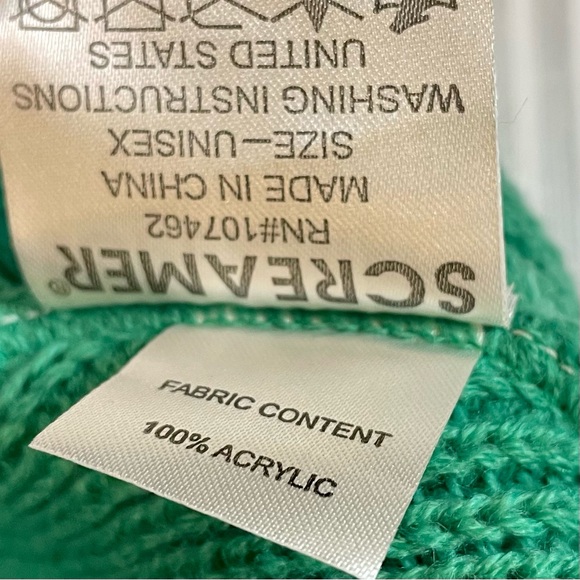 SCREAMER®
RN#107462
MADE IN CHINA
SIZE-UNISEX
WASHING INSTRUCTIONS
UNITED STATES
FABRIC CONTENT
100% ACRYLIC